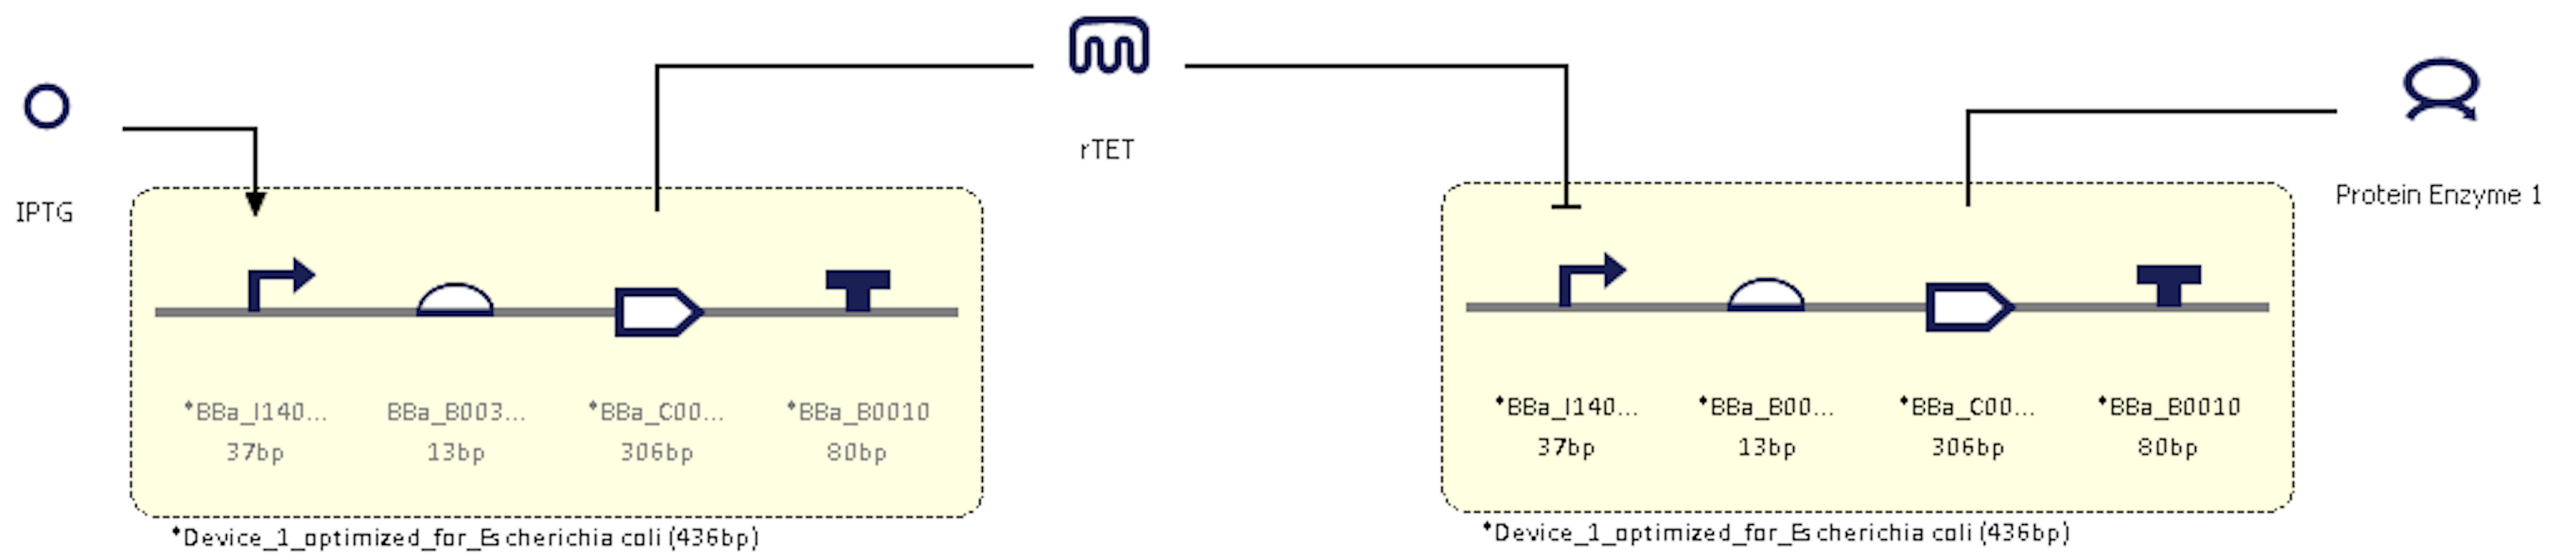 IPTG
rTET
Protein Enzyme 1
*BBa_I140... BBa_B003... *BBa_C00... *BBa_B0010
37bp 13bp 306bp 80bp
*Device_1_optimized_for_Escherichia coli (436bp)
*BBa_I140... *BBa_B00... *BBa_C00... *BBa_B0010
37bp 13bp 306bp 80bp
*Device_1_optimized_for_Escherichia coli (436bp)